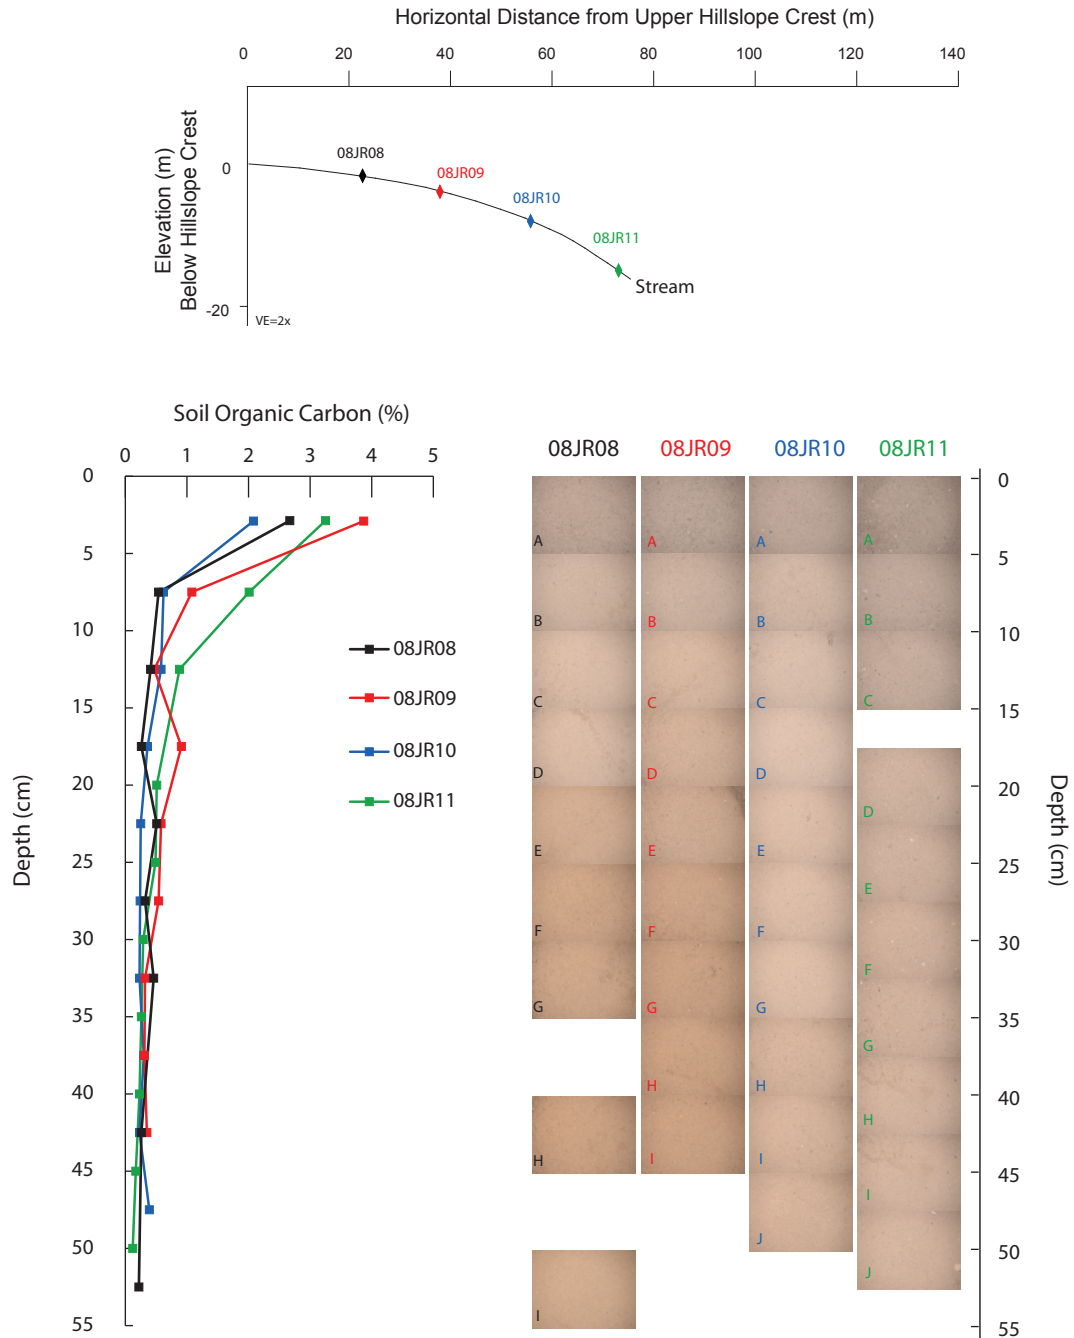 Horizontal Distance from Upper Hillslope Crest (m)
0 20 40 60 80 100 120 140
Elevation (m)
Below Hillslope Crest
0
-20
08JR08
08JR09
08JR10
08JR11
Stream
VE=2x
Soil Organic Carbon (%)
0 1 2 3 4 5
Depth (cm)
0
5
10
15
20
25
30
35
40
45
50
55
08JR08
08JR09
08JR10
08JR11
08JR08 08JR09 08JR10 08JR11
A
B
C
D
E
F
G
H
I
A
B
C
D
E
F
G
H
I
A
B
C
D
E
F
G
H
I
J
A
B
C
D
E
F
G
H
I
J
0
5
10
15
20
25
30
35
40
45
50
55
Depth (cm)